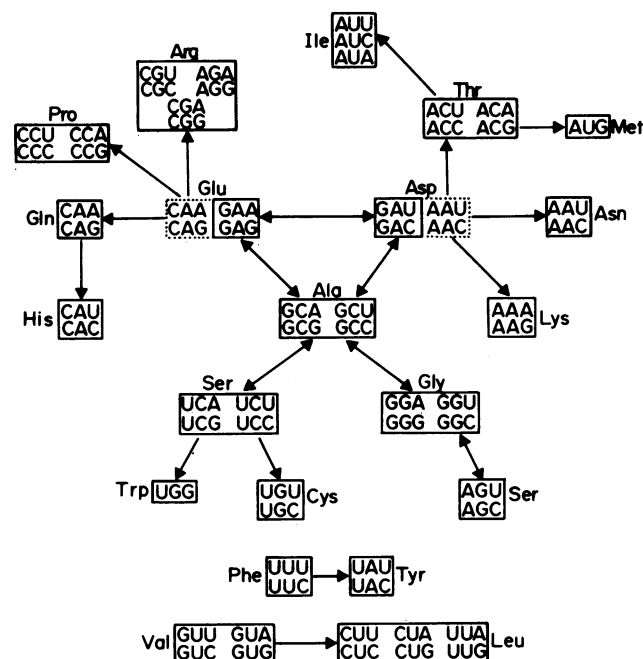 Arg
CGU AGA
CGC AGG
CGA
CGG
Ile
AUU
AUC
AUA
Thr
ACU ACA
ACC ACG
AUG Met
Pro
CCU CCA
CCC CCG
Glu
CAA GAA
CAG GAG
Asp
GAU AAU
GAC AAC
Gln
CAA
CAG
AAU
AAC
Asn
His
CAU
CAC
Ala
GCA GCU
GCG GCC
AAA
AAG
Lys
Ser
UCA UCU
UCG UCC
Gly
GGA GGU
GGG GGC
Trp UGG
UGU
UGC
Cys
AGU
AGC
Ser
Phe
UUU
UUC
UAU
UAC
Tyr
Val
GUU GUA
GUC GUG
CUU CUA UUA
CUC CUG UUG
Leu